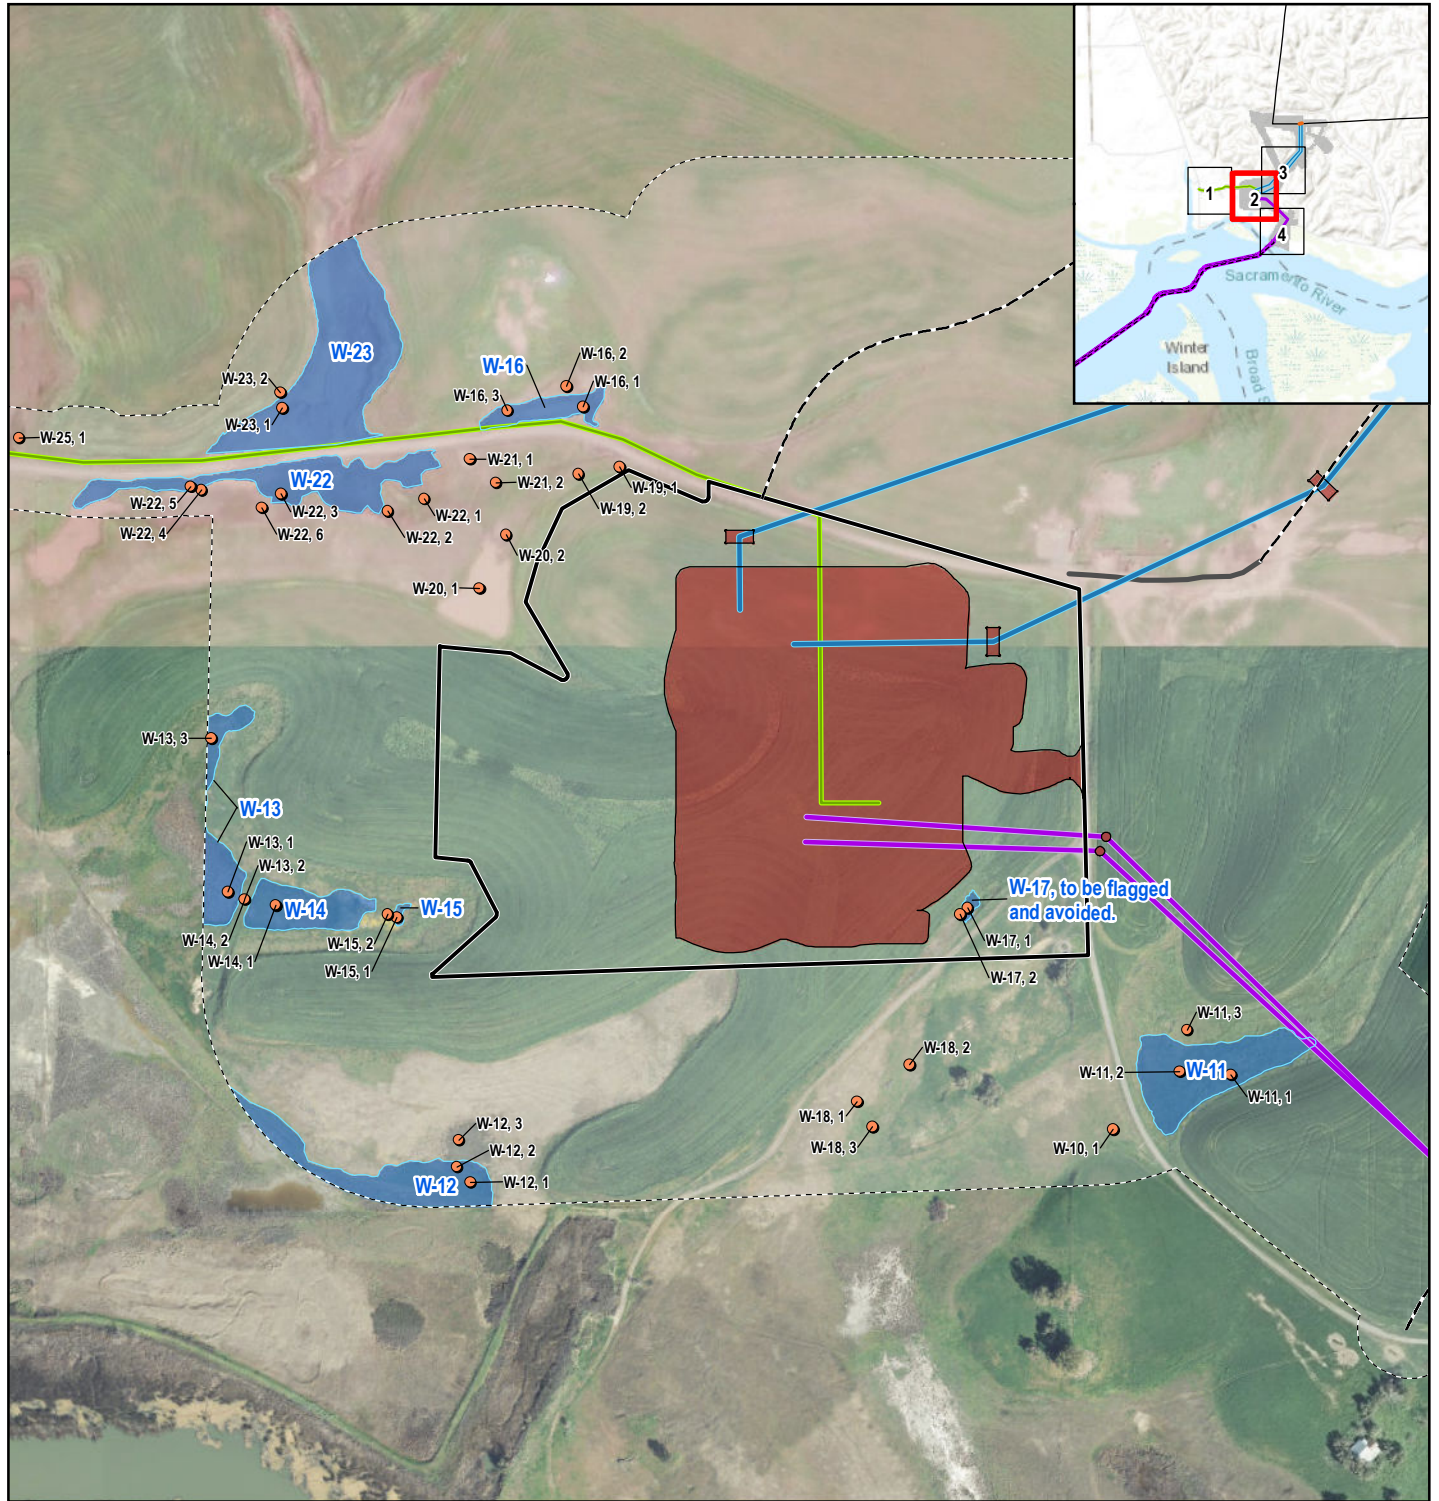 1
2
3
4
Sacramento River
Winter
Island
Broad S
W-23
W-16
W-16, 2
W-16, 1
W-16, 3
W-23, 2
W-23, 1
W-25, 1
W-21, 1
W-21, 2
W-19, 1
W-19, 2
W-22
W-22, 5
W-22, 4
W-22, 3
W-22, 6
W-22, 1
W-22, 2
W-20, 2
W-20, 1
W-13, 3
W-13
W-13, 1
W-13, 2
W-14
W-14, 2
W-14, 1
W-15
W-15, 2
W-15, 1
W-17, to be flagged
and avoided.
W-17, 1
W-17, 2
W-11, 3
W-11, 2
W-11
W-11, 1
W-18, 2
W-18, 1
W-18, 3
W-10, 1
W-12, 3
W-12, 2
W-12
W-12, 1